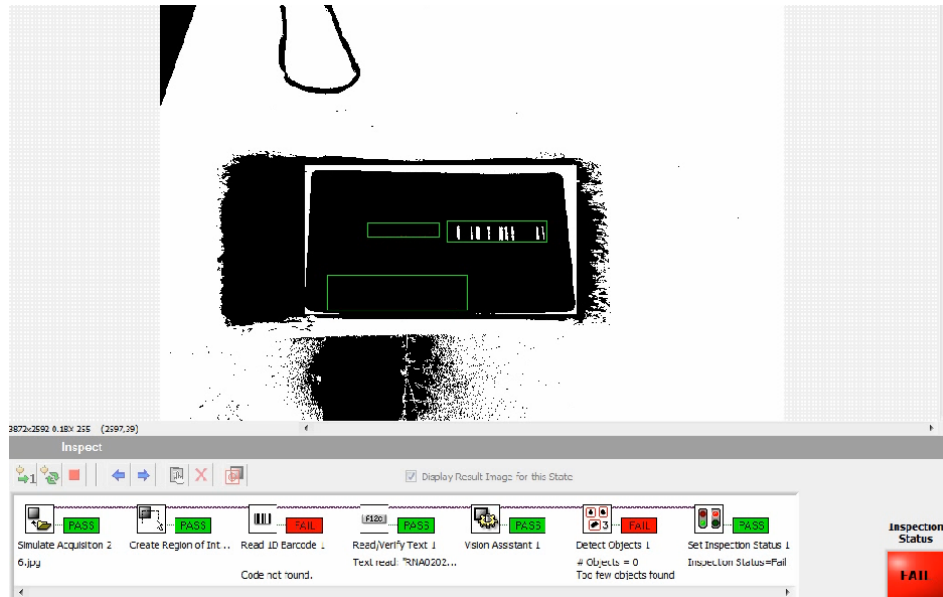 3872x2592 0.18X 255 (2597,39)
Inspect
Display Result Image for this State
PASS PASS FAIL PASS PASS FAIL PASS
Simulate Acquisition 2 Create Region of Int... Read 1D Barcode 1 Read/Verify Text 1 Vision Assistant 1 Detect Objects 1 Set Inspection Status 1
6.jpg Text read: "RNA0202... # Objects = 0 Inspection Status=Fail
Code not found. Too few objects found
Inspection
Status
FAIL